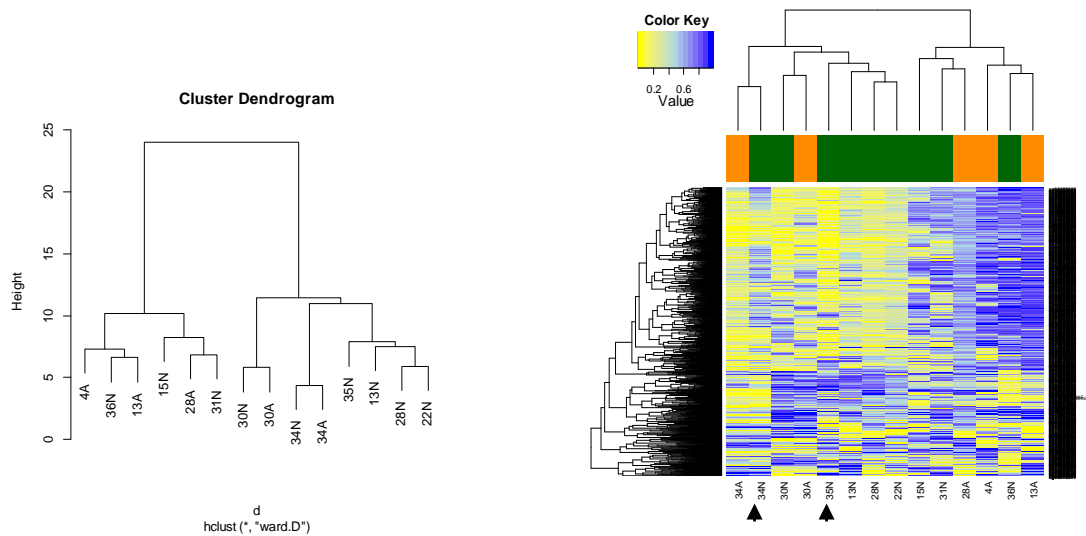 Cluster Dendrogram
Height
25
20
15
10
5
0
4A
36N
13A
15N
28A
31N
30N
30A
34N
34A
35N
13N
28N
22N
d
hclust (*, "ward.D")
Color Key
0.2 0.6
Value
34A 34N 30N 30A 35N 13N 28N 22N 15N 31N 28A 4A 36N 13A